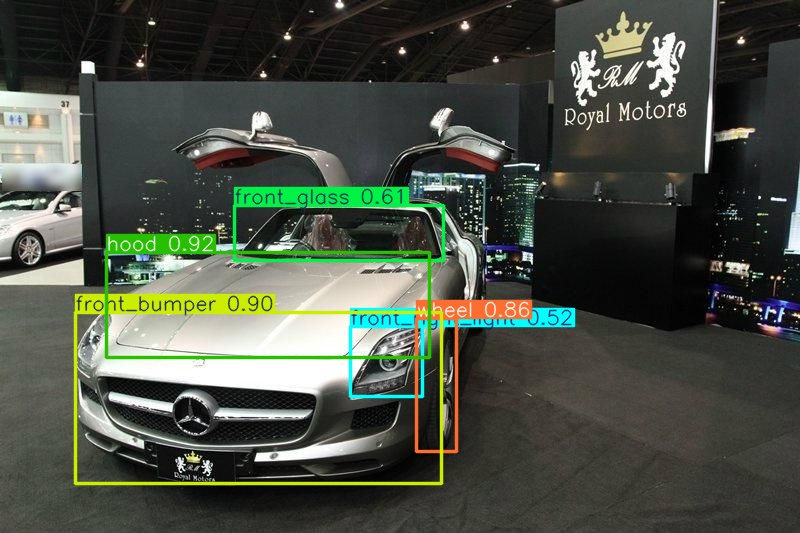 37
RM
Royal Motors
front_glass 0.61
hood 0.92
front_bumper 0.90
wheel 0.86
front_ light 0.52
RM
Royal Motors